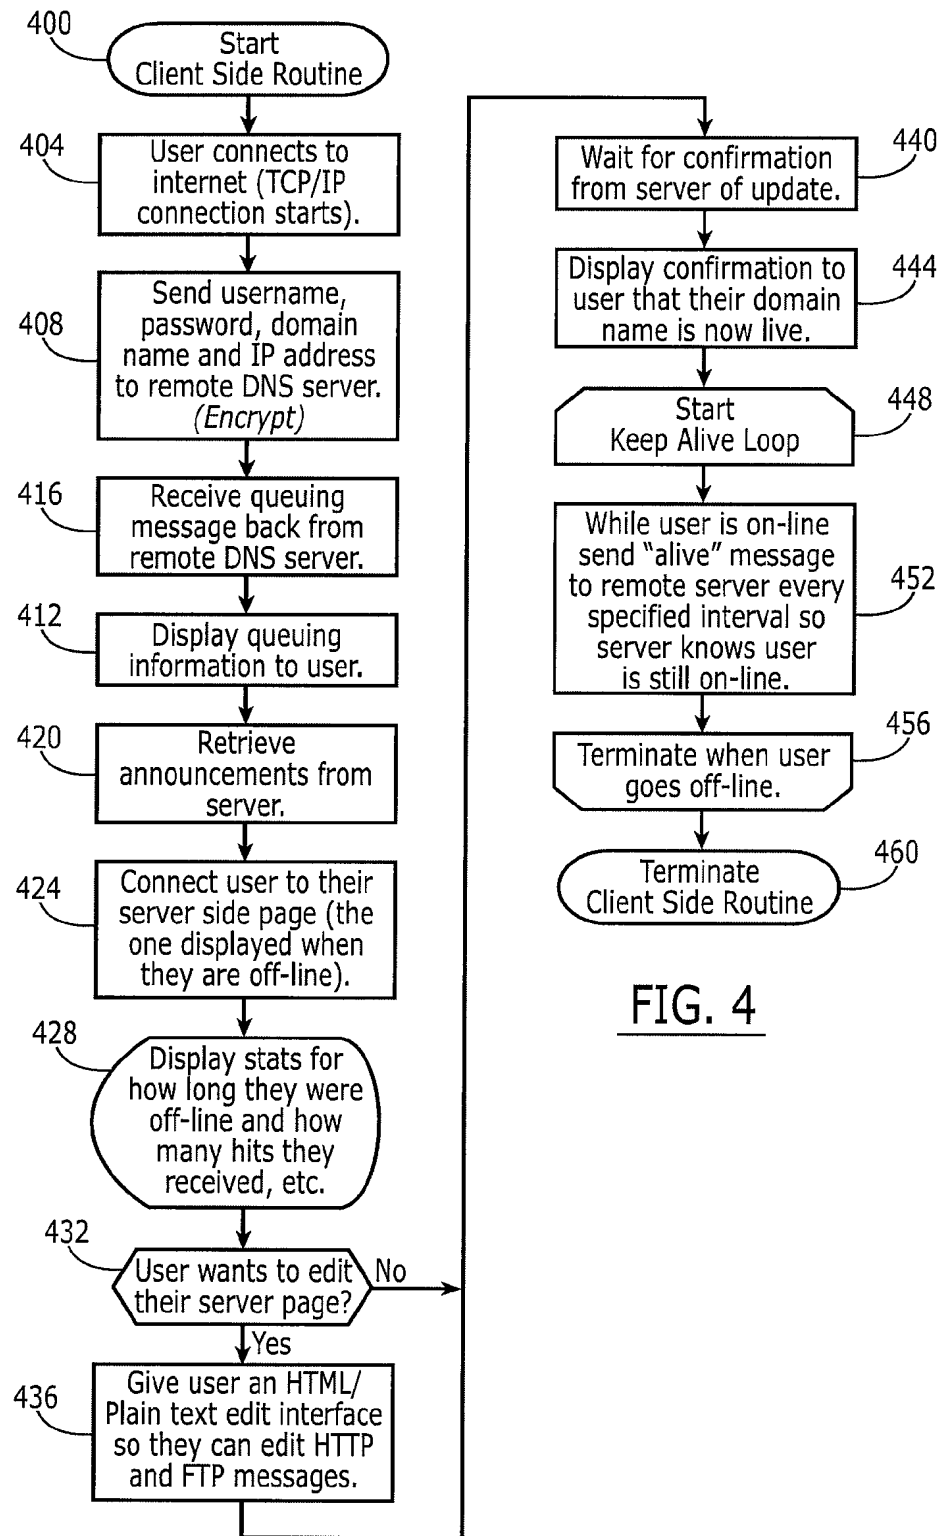 400
Start
Client Side Routine
404
User connects to
internet (TCP/IP
connection starts).
408
Send username,
password, domain
name and IP address
to remote DNS server.
(Encrypt)
416
Receive queuing
message back from
remote DNS server.
412
Display queuing
information to user.
420
Retrieve
announcements from
server.
424
Connect user to their
server side page (the
one displayed when
they are off-line).
428
Display stats for
how long they were
off-line and how
many hits they
received, etc.
432
User wants to edit
their server page?
No
Yes
436
Give user an HTML/
Plain text edit interface
so they can edit HTTP
and FTP messages.
440
Wait for confirmation
from server of update.
444
Display confirmation to
user that their domain
name is now live.
448
Start
Keep Alive Loop
452
While user is on-line
send “alive” message
to remote server every
specified interval so
server knows user
is still on-line.
456
Terminate when user
goes off-line.
460
Terminate
Client Side Routine
FIG. 4